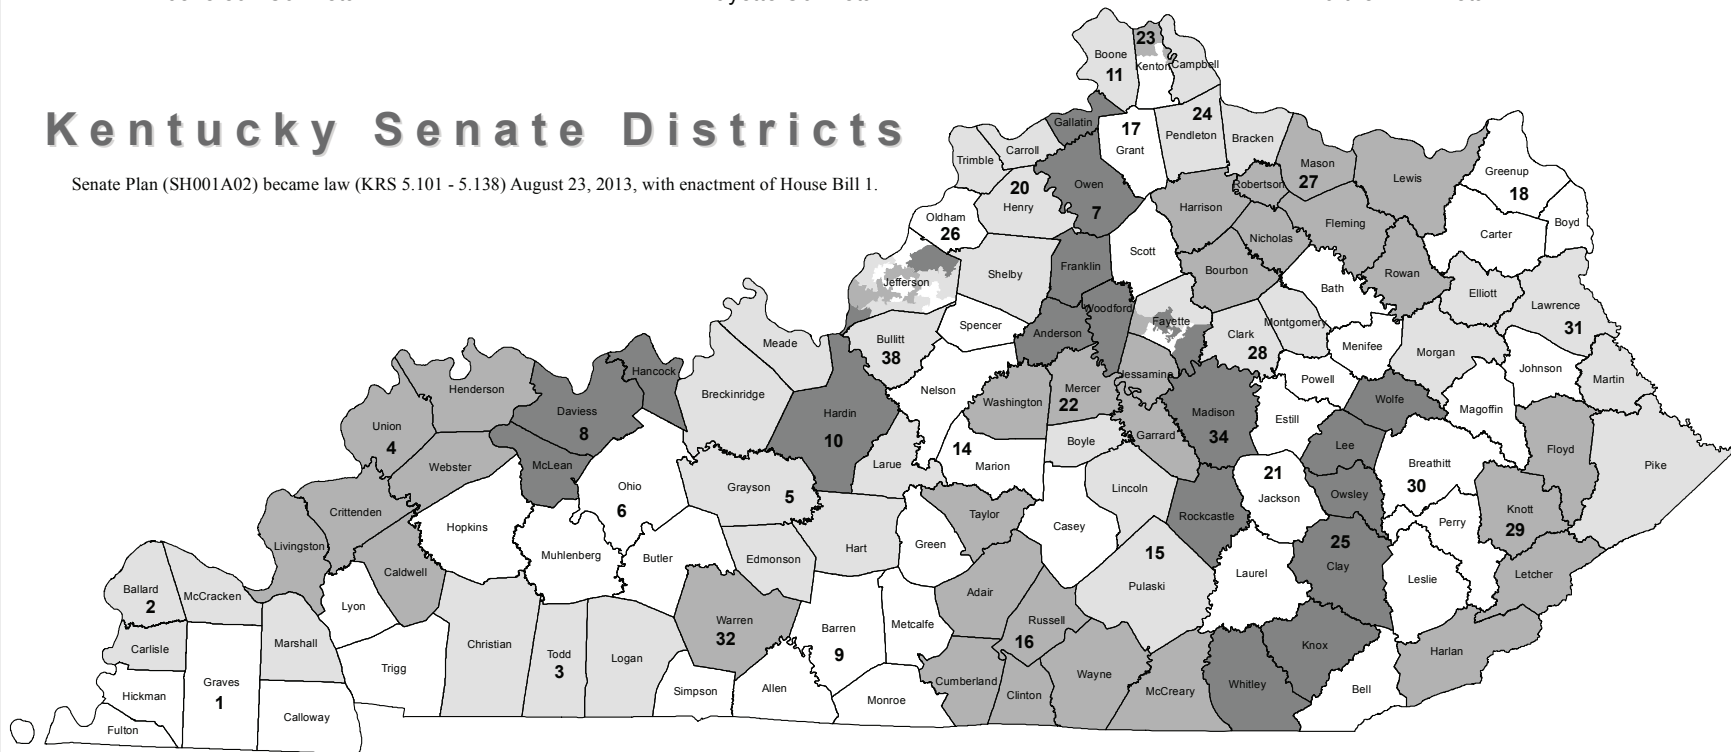 Kentucky Senate Districts
Senate Plan (SH001A02) became law (KRS 5.101 - 5.138) August 23, 2013, with enactment of House Bill 1.
23
Boone
11
Kenton
Campbell
Gallatin
17
Grant
24
Pendleton
Bracken
Trimble
Carroll
Mason
27
Lewis
Greenup
18
Robertson
20
Henry
Owen
7
Harrison
Fleming
Oldham
26
Nicholas
Carter
Boyd
Scott
Jefferson
Shelby
Franklin
Bourbon
Bath
Rowan
Elliott
Lawrence
31
Woodford
Fayette
Montgomery
Spencer
Anderson
Clark
28
Meade
Bullitt
38
Menifee
Morgan
Johnson
Martin
Hancock
Jessamine
Powell
Henderson
Breckinridge
Nelson
Washington
Mercer
22
Wolfe
Magoffin
Daviess
8
Hardin
10
Madison
34
Estill
Union
4
Garrard
Lee
Floyd
Boyle
14
Marion
McLean
Webster
Larue
Breathitt
30
Pike
21
Jackson
Ohio
6
Grayson
5
Lincoln
Owsley
Crittenden
Taylor
Rockcastle
Knott
29
Hopkins
Casey
Perry
Livingston
Muhlenberg
Butler
Edmonson
Hart
Green
15
Pulaski
25
Clay
Caldwell
Laurel
Leslie
Letcher
Ballard
2
McCracken
Lyon
Adair
Warren
32
Barren
9
Metcalfe
Russell
16
Carlisle
Marshall
Christian
Todd
3
Logan
Knox
Harlan
Trigg
Wayne
Hickman
Graves
1
Simpson
Allen
Monroe
Cumberland
Clinton
McCreary
Whitley
Bell
Calloway
Fulton